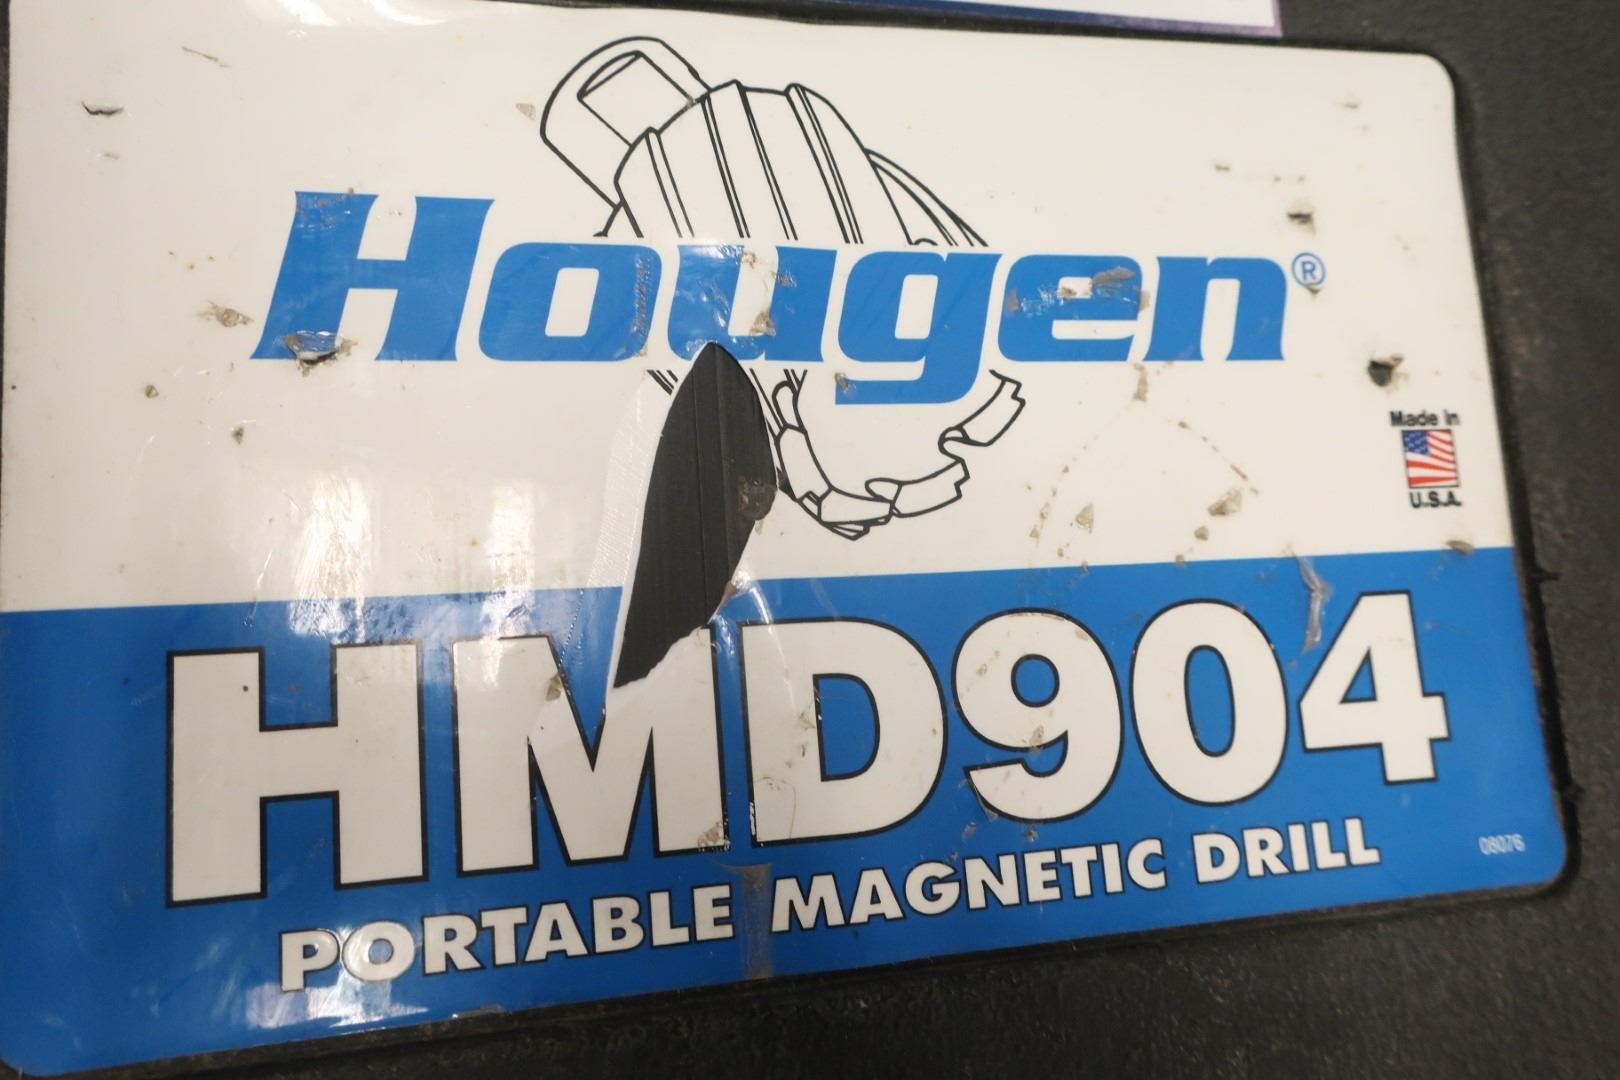 Hougen®
Made in
U.S.A.
HMD904
PORTABLE MAGNETIC DRILL
08076